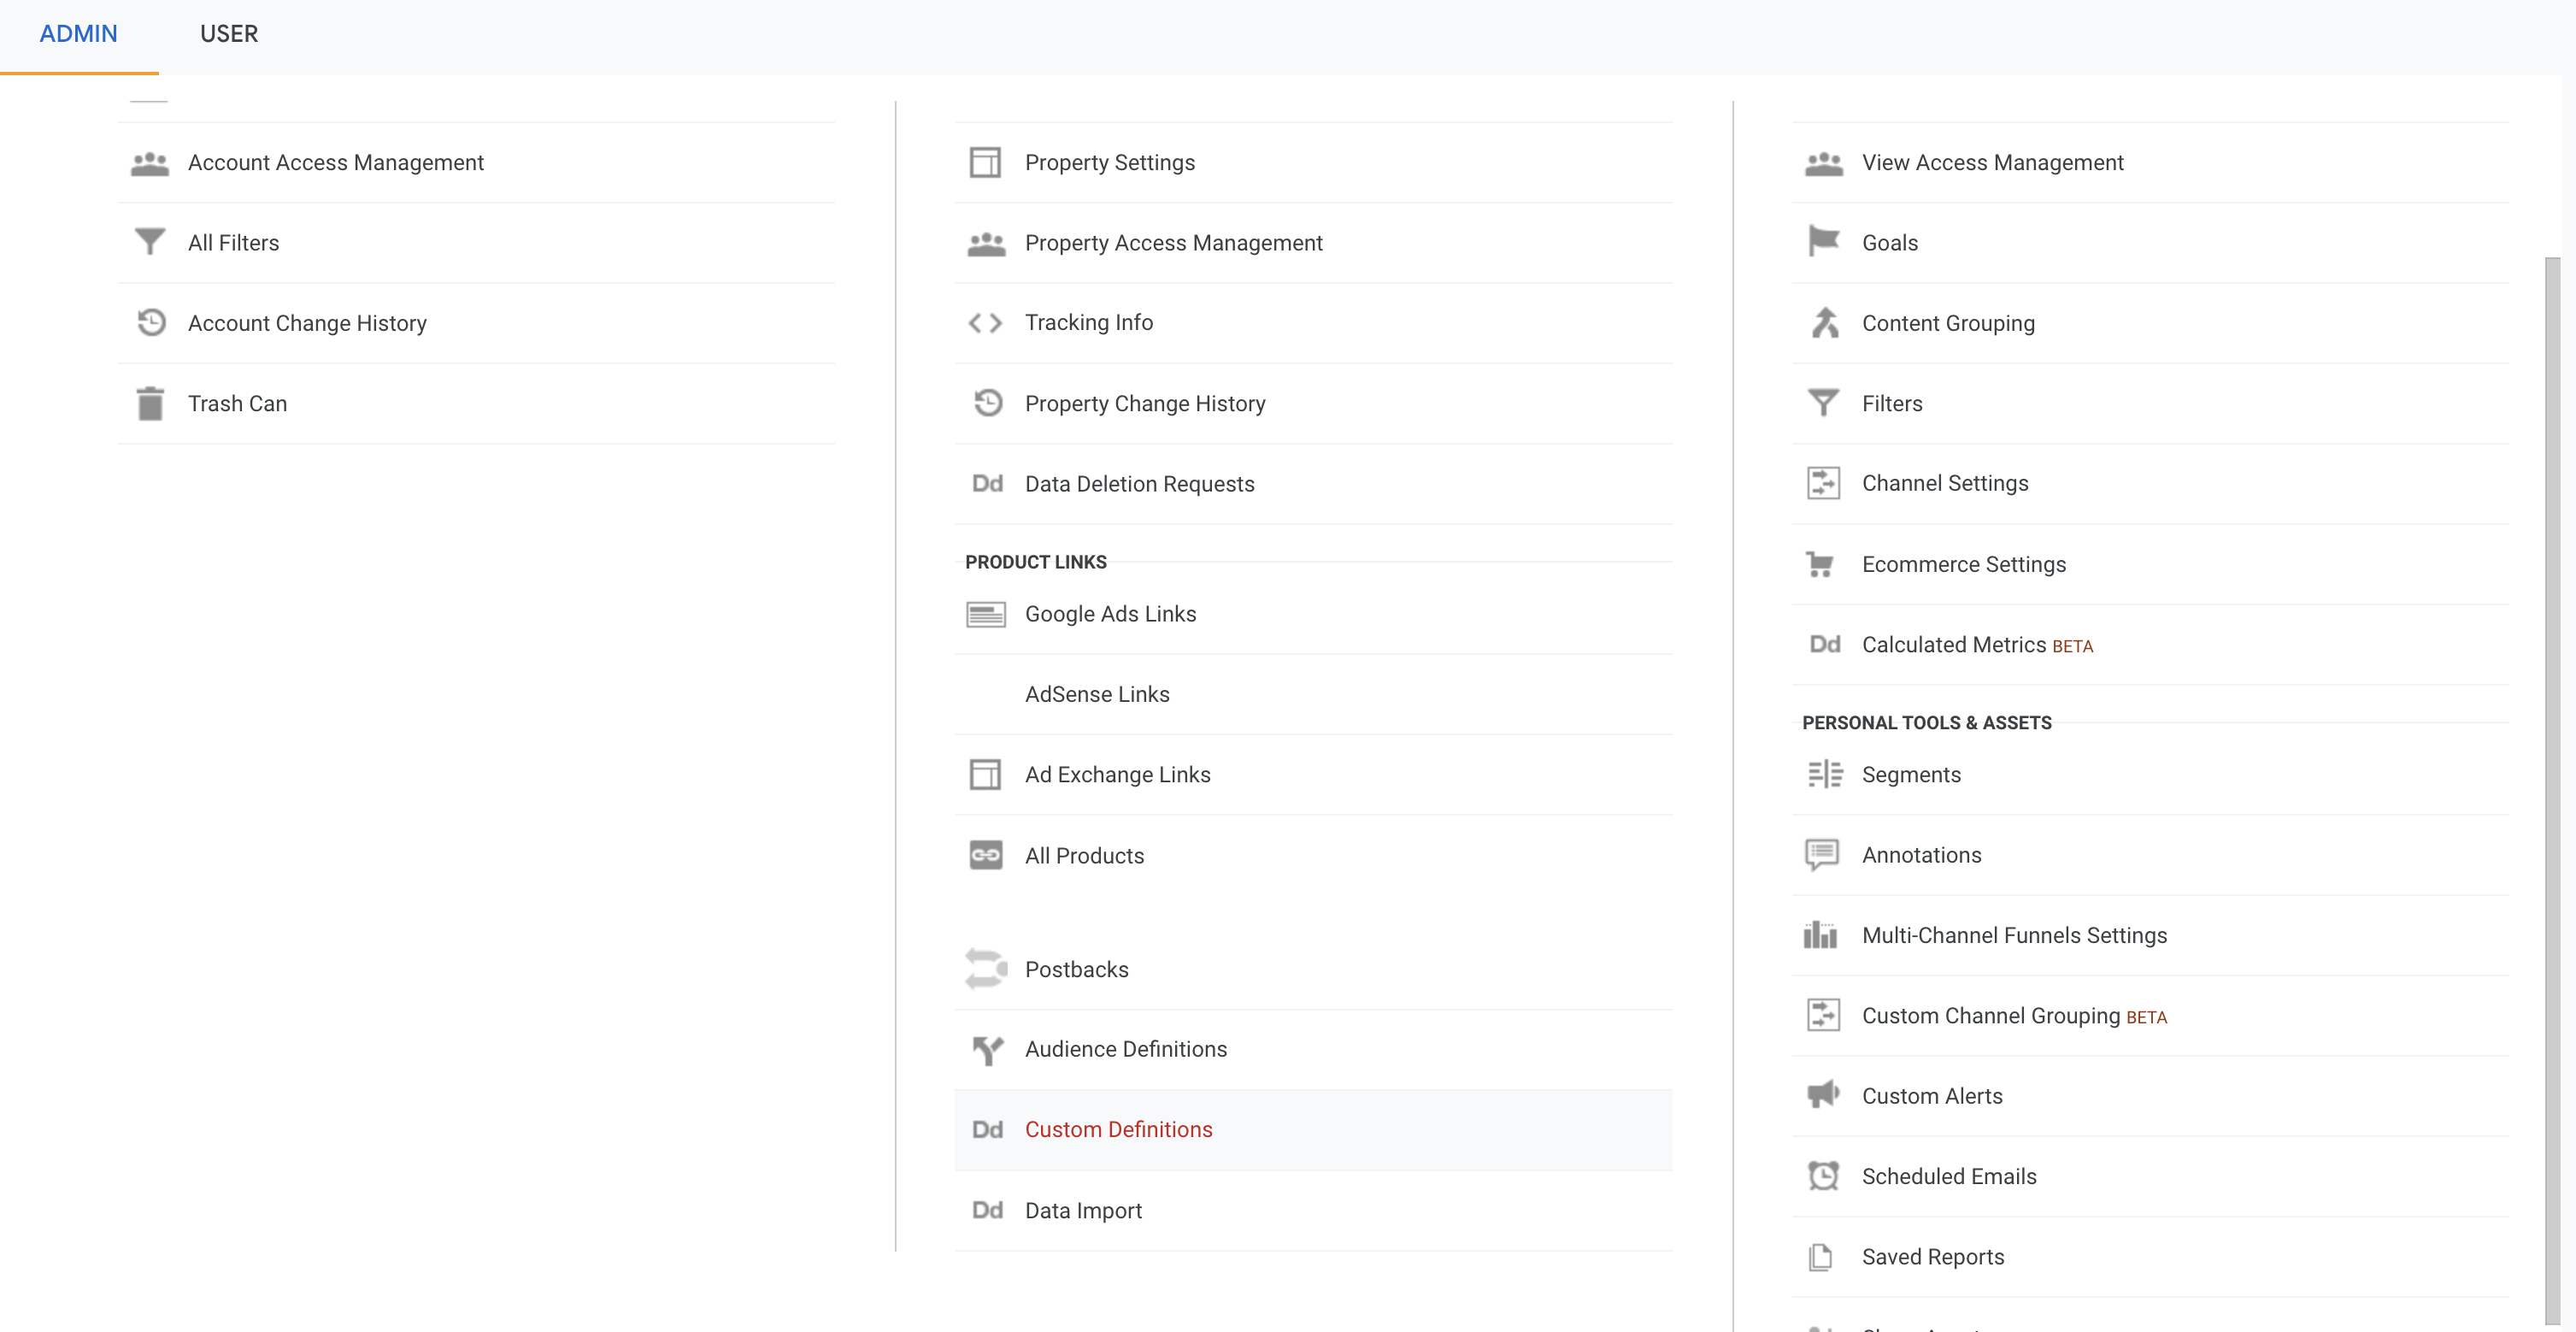 ADMIN
USER
Account Access Management
All Filters
Account Change History
Trash Can
Property Settings
Property Access Management
Tracking Info
Property Change History
Dd Data Deletion Requests
PRODUCT LINKS
Google Ads Links
AdSense Links
Ad Exchange Links
All Products
Postbacks
Audience Definitions
Dd Custom Definitions
Dd Data Import
View Access Management
Goals
Content Grouping
Filters
Channel Settings
Ecommerce Settings
Dd Calculated Metrics BETA
PERSONAL TOOLS & ASSETS
Segments
Annotations
Multi-Channel Funnels Settings
Custom Channel Grouping BETA
Custom Alerts
Scheduled Emails
Saved Reports